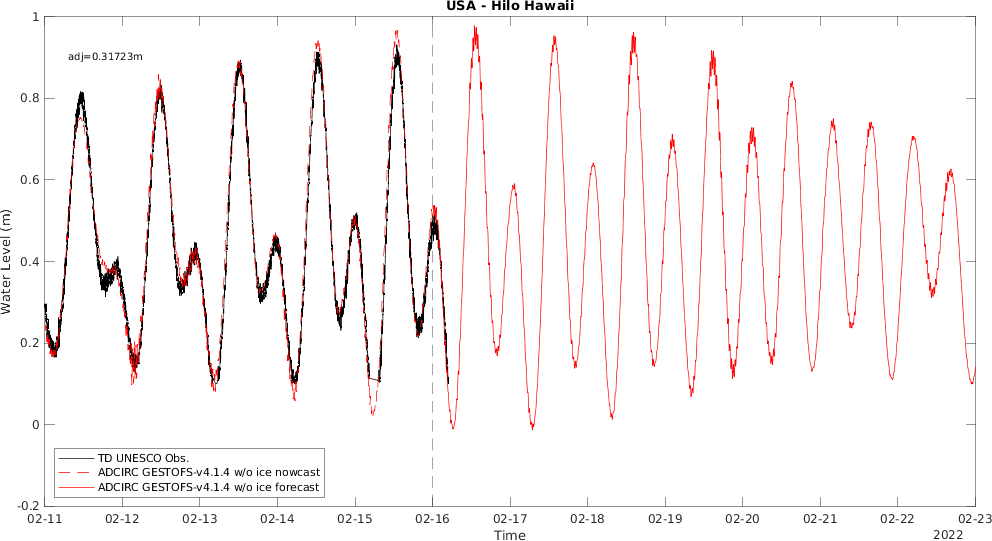 USA - Hilo Hawaii
adj=0.31723m
Water Level (m)
1
0.8
0.6
0.4
0.2
0
-0.2
TD UNESCO Obs.
ADCIRC GESTOFS-v4.1.4 w/o ice nowcast
ADCIRC GESTOFS-v4.1.4 w/o ice forecast
02-11 02-12 02-13 02-14 02-15 02-16 02-17 02-18 02-19 02-20 02-21 02-22 02-23
Time
2022